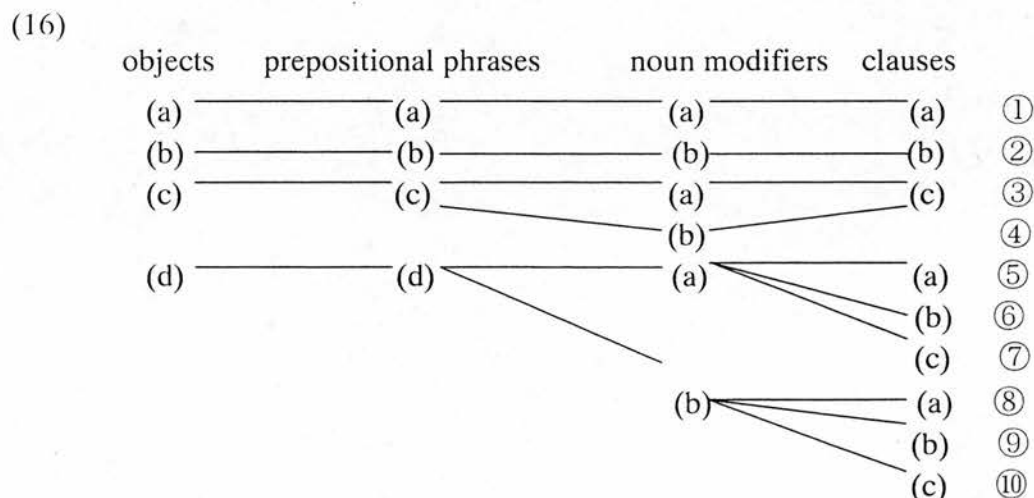 (16)
objects prepositional phrases noun modifiers clauses
(a) (a) (a) (a) ①
(b) (b) (b) (b) ②
(c) (c) (a) (c) ③
(b) ④
(d) (d) (a) (a) ⑤
(b) ⑥
(c) ⑦
(b) (a) ⑧
(b) ⑨
(c) ⑩